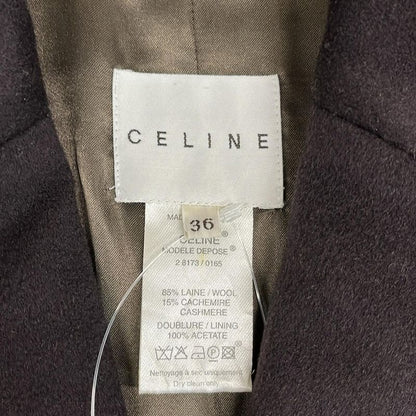 CELINE
MADE
36
CELINE®
MODELE DEPOSE®
2 8173 / 0165
85% LAINE / WOOL
15% CACHEMIRE
CASHMERE
DOUBLURE / LINING
100% ACETATE
Nettoyage à sec uniquement
Dry clean only